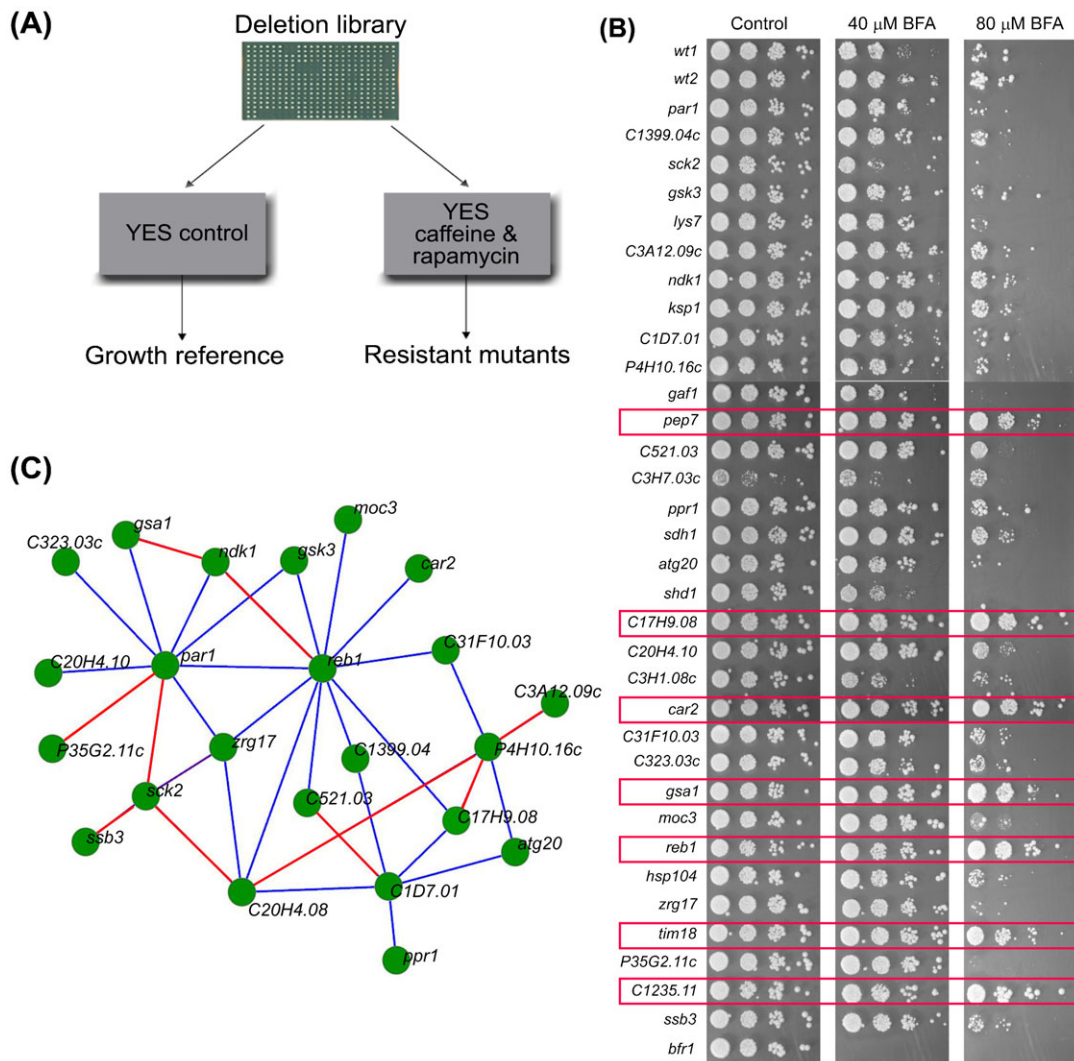 (A)
Deletion library
YES control
YES
caffeine &
rapamycin
Growth reference
Resistant mutants
(B)
Control
40 μM BFA
80 μM BFA
wt1
wt2
par1
C1399.04c
sck2
gsk3
lys7
C3A12.09c
ndk1
ksp1
C1D7.01
P4H10.16c
gaf1
pep7
C521.03
C3H7.03c
ppr1
sdh1
atg20
shd1
C17H9.08
C20H4.10
C3H1.08c
car2
C31F10.03
C323.03c
gsa1
moc3
reb1
hsp104
zrg17
tim18
P35G2.11c
C1235.11
ssb3
bfr1
(C)
gsa1
moc3
C323.03c
ndk1
gsk3
car2
C31F10.03
C20H4.10
par1
reb1
C3A12.09c
P35G2.11c
zrg17
C1399.04
P4H10.16c
sck2
C521.03
C17H9.08
ssb3
atg20
C20H4.08
C1D7.01
ppr1